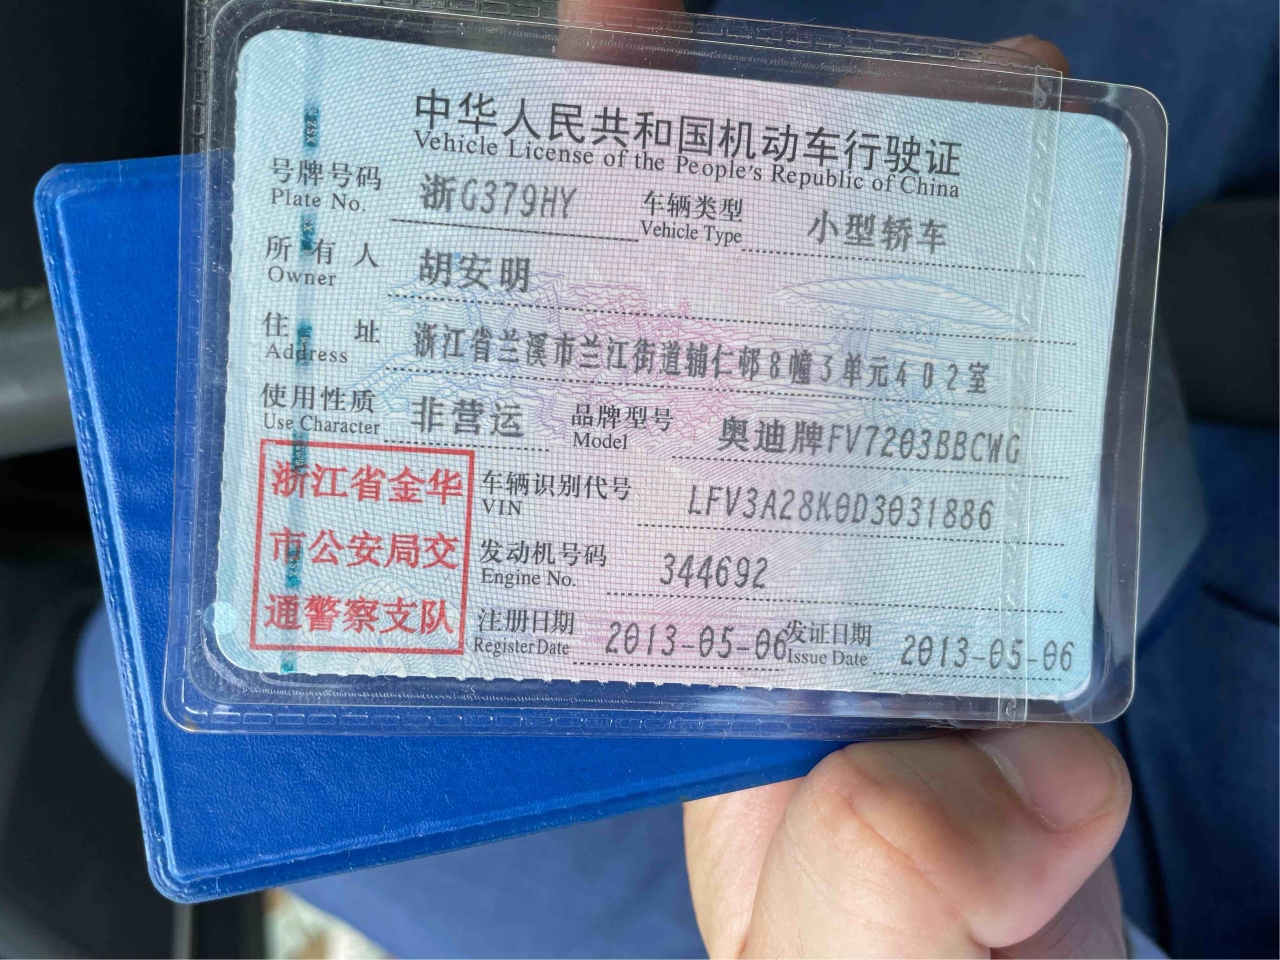 中华人民共和国机动车行驶证
Vehicle License of the People's Republic of China
号牌号码 浙G379HY 车辆类型 小型轿车
Plate No. Vehicle Type
所有人 胡安明
Owner
住址 浙江省兰溪市兰江街道辅仁邨8幢3单元402室
Address
使用性质 非营运 品牌型号 奥迪牌FV7203BBCWG
Use Character Model
浙江省金华
市公安局交
通警察支队
车辆识别代号 LFV3A28K0D3031886
VIN
发动机号码 344692
Engine No.
注册日期 2013-05-06 发证日期 2013-05-06
Register Date Issue Date